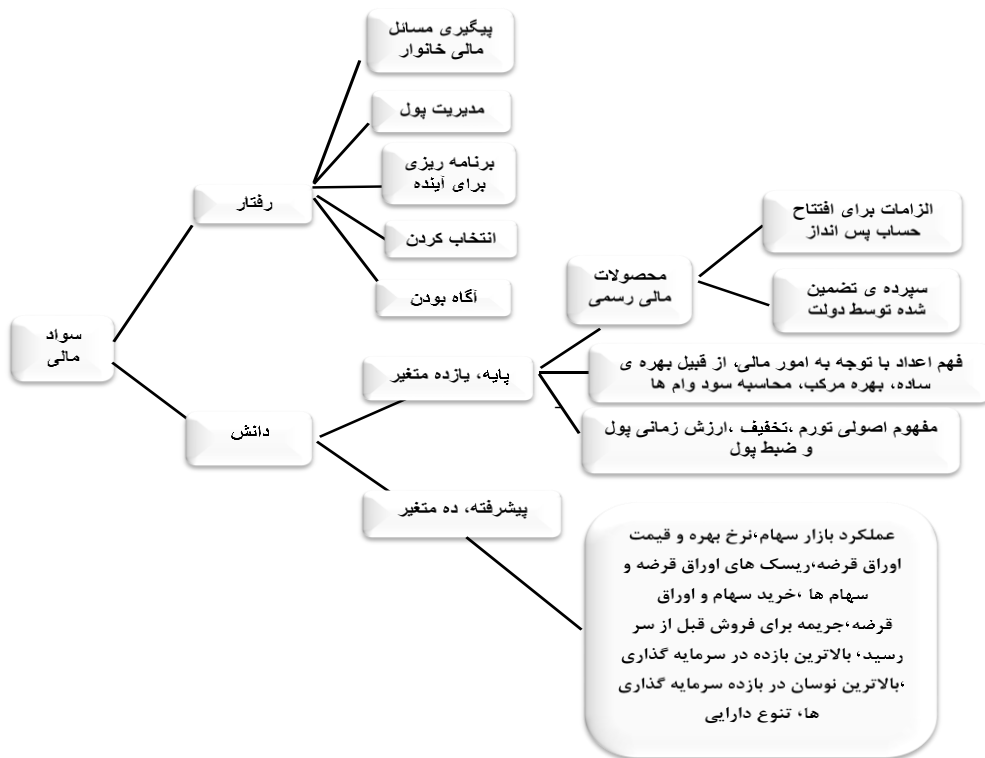 سواد
مالی
رفتار
پیگیری مسائل
مالی خانوار
مدیریت پول
برنامه ریزی
برای آینده
انتخاب کردن
آگاه بودن
دانش
پایه، یازده متغیر
محصولات
مالی رسمی
الزامات برای افتتاح
حساب پس انداز
سپرده ی تضمین
شده توسط دولت
فهم اعداد با توجه به امور مالی، از قبیل بهره ی
ساده، بهره مرکب، محاسبه سود وام ها
مفهوم اصولی تورم ،تخفیف ،ارزش زمانی پول
و ضبط پول
پیشرفته، ده متغیر
عملکرد بازار سهام،نرخ بهره و قیمت
اوراق قرضه،ریسک های اوراق قرضه و
سهام ها ،خرید سهام و اوراق
قرضه،جریمه برای فروش قبل از سر
رسید، بالاترین بازده در سرمایه گذاری
،بالاترین نوسان در بازده سرمایه گذاری
ها، تنوع دارایی